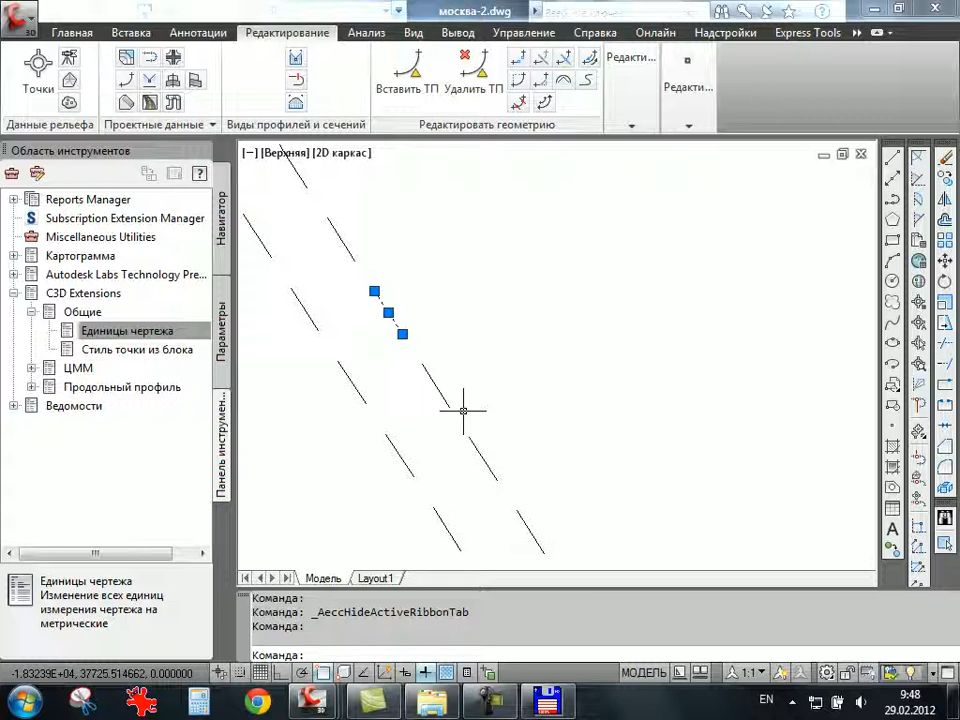 москва-2.dwg
Главная Вставка Аннотации Редактирование Анализ Вид Вывод Управление Справка Онлайн Надстройки Express Tools
3D
Точки
Вставить ТП Удалить ТП
Редакти...
Редакти...
Данные рельефа Проектные данные Виды профилей и сечений Редактировать геометрию
Область инструментов
[−] [Верхняя] [2D каркас]
Reports Manager
Subscription Extension Manager
Miscellaneous Utilities
Картограмма
Autodesk Labs Technology Pre...
C3D Extensions
Общие
Единицы чертежа
Стиль точки из блока
ЦММ
Продольный профиль
Ведомости
Навигатор
Параметры
Панель инструмен...
Единицы чертежа
Изменение всех единиц
измерения чертежа на
метрические
Модель Layout1
Команда:
Команда: _AeccHideActiveRibbonTab
Команда:
Команда:
-1.83239E+04, 37725.514662, 0.000000
МОДЕЛЬ
1:1
EN
9:48
29.02.2012